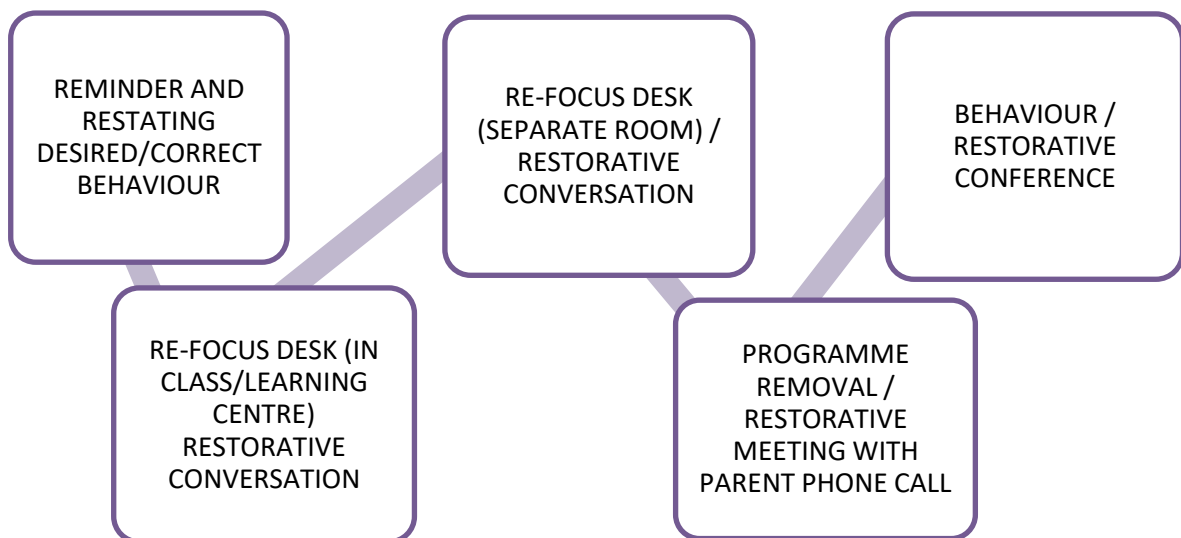 REMINDER AND
RESTATING
DESIRED/CORRECT
BEHAVIOUR
RE-FOCUS DESK (IN
CLASS/LEARNING
CENTRE)
RESTORATIVE
CONVERSATION
RE-FOCUS DESK
(SEPARATE ROOM) /
RESTORATIVE
CONVERSATION
PROGRAMME
REMOVAL /
RESTORATIVE
MEETING WITH
PARENT PHONE CALL
BEHAVIOUR /
RESTORATIVE
CONFERENCE